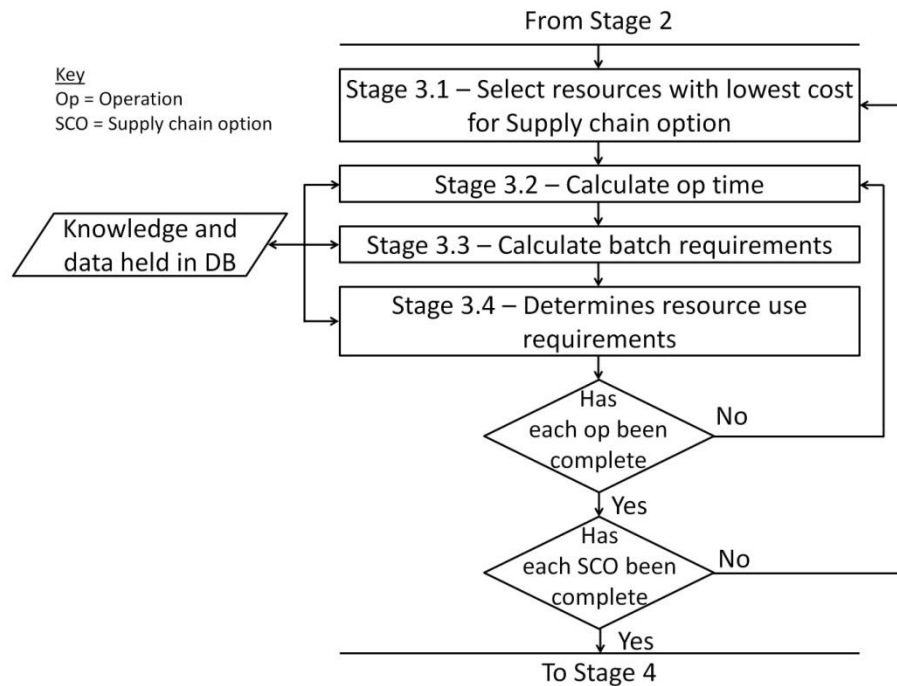 From Stage 2
Key
Op = Operation
SCO = Supply chain option
Stage 3.1 – Select resources with lowest cost
for Supply chain option
Stage 3.2 – Calculate op time
Knowledge and
data held in DB
Stage 3.3 – Calculate batch requirements
Stage 3.4 – Determines resource use
requirements
Has
each op been
complete
No
Yes
Has
each SCO been
complete
No
Yes
To Stage 4